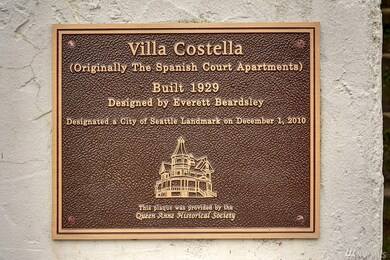 Villa Costella
(Originally The Spanish Court Apartments)
Built 1929
Designed by Everett Beardsley
Designated a City of Seattle Landmark on December 1, 2010
This plaque was provided by the
Queen Anne Historical Society